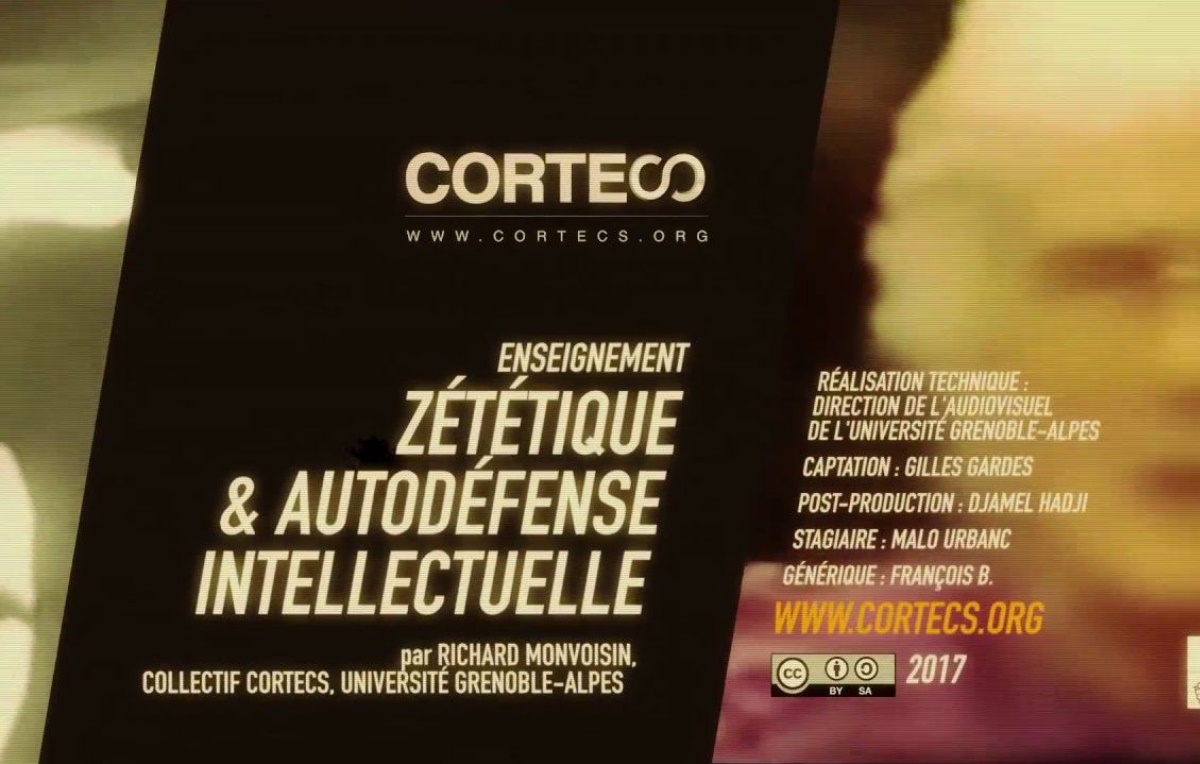 CORTECS
WWW.CORTECS.ORG
ENSEIGNEMENT
ZÉTÉTIQUE
& AUTODÉFENSE
INTELLECTUELLE
par RICHARD MONVOISIN,
COLLECTIF CORTECS, UNIVERSITÉ GRENOBLE-ALPES
RÉALISATION TECHNIQUE :
DIRECTION DE L'AUDIOVISUEL
DE L'UNIVERSITÉ GRENOBLE-ALPES
CAPTATION : GILLES GARDES
POST-PRODUCTION : DJAMEL HADJI
STAGIAIRE : MALO URBANC
GÉNÉRIQUE : FRANÇOIS B.
WWW.CORTECS.ORG
cc BY SA 2017